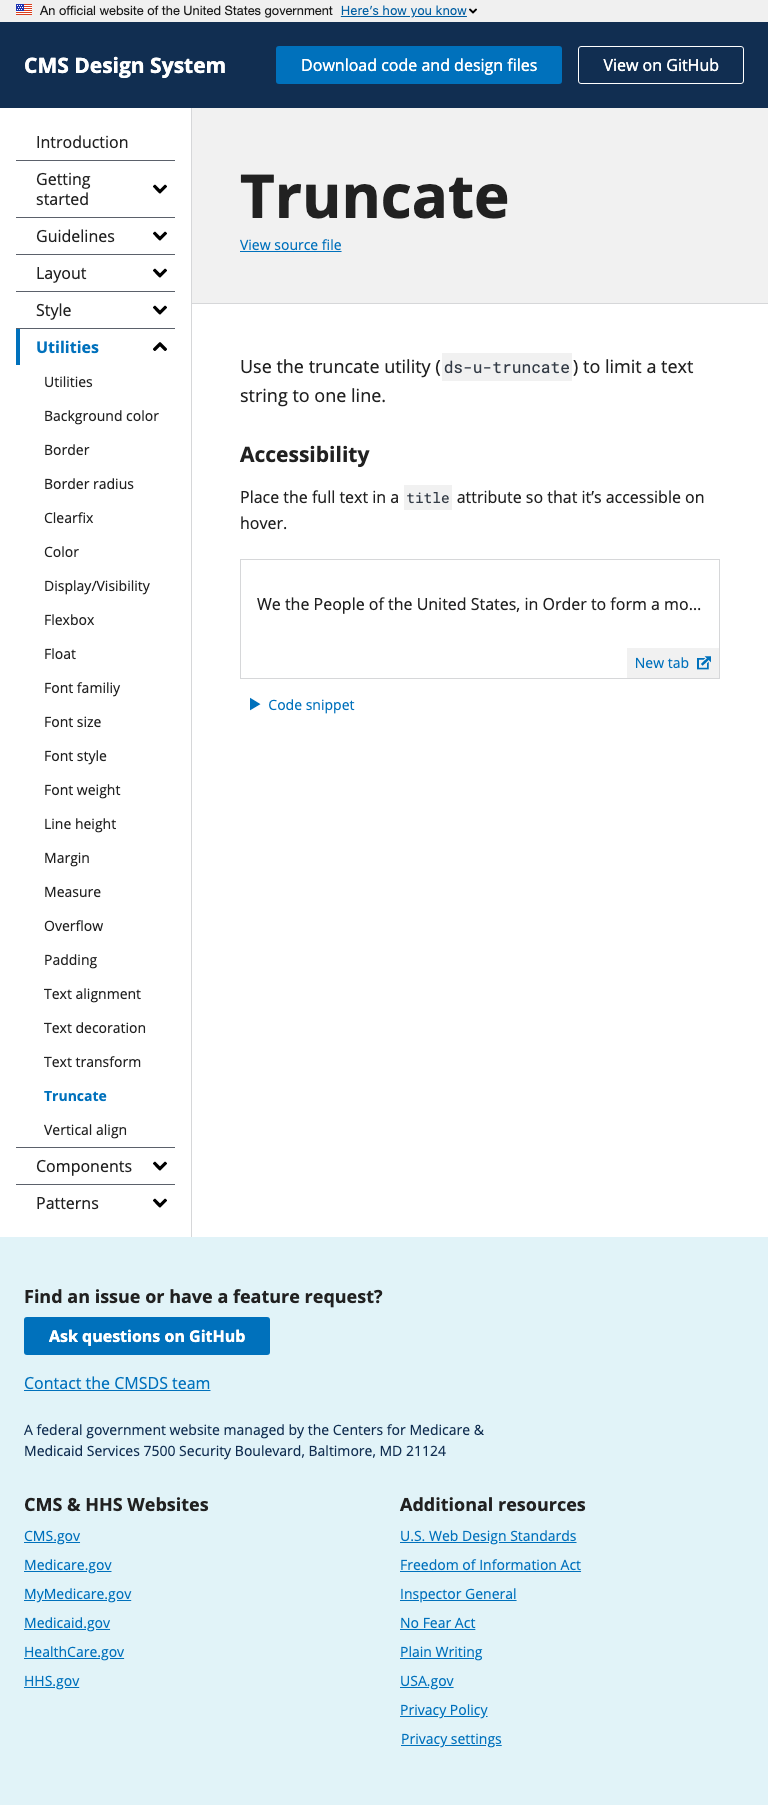 An official website of the United States government Here's how you know
CMS Design System
Download code and design files
View on GitHub
Introduction
Getting
started
Guidelines
Layout
Style
Utilities
Utilities
Background color
Border
Border radius
Clearfix
Color
Display/Visibility
Flexbox
Float
Font familiy
Font size
Font style
Font weight
Line height
Margin
Measure
Overflow
Padding
Text alignment
Text decoration
Text transform
Truncate
Vertical align
Components
Patterns
Truncate
View source file
Use the truncate utility (ds-u-truncate) to limit a text
string to one line.
Accessibility
Place the full text in a title attribute so that it’s accessible on
hover.
We the People of the United States, in Order to form a mo...
New tab
Code snippet
Find an issue or have a feature request?
Ask questions on GitHub
Contact the CMSDS team
A federal government website managed by the Centers for Medicare &
Medicaid Services 7500 Security Boulevard, Baltimore, MD 21124
CMS & HHS Websites
CMS.gov
Medicare.gov
MyMedicare.gov
Medicaid.gov
HealthCare.gov
HHS.gov
Additional resources
U.S. Web Design Standards
Freedom of Information Act
Inspector General
No Fear Act
Plain Writing
USA.gov
Privacy Policy
Privacy settings